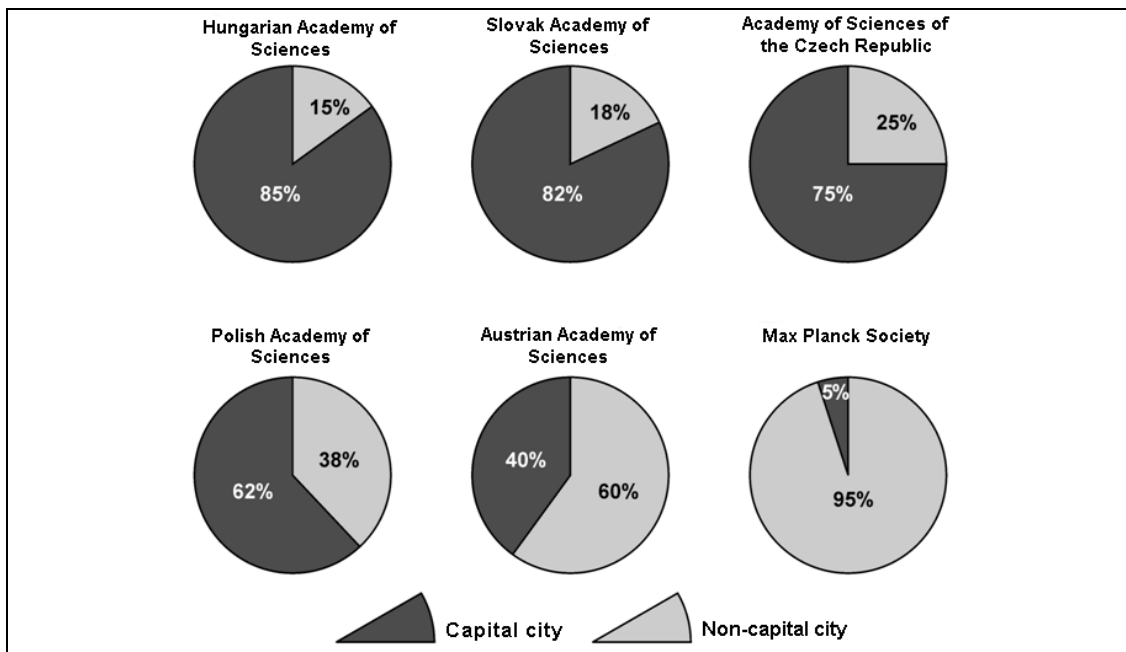 Hungarian Academy of
Sciences
15%
85%
Slovak Academy of
Sciences
18%
82%
Academy of Sciences of
the Czech Republic
25%
75%
Polish Academy of
Sciences
38%
62%
Austrian Academy of
Sciences
40%
60%
Max Planck Society
5%
95%
Capital city
Non-capital city